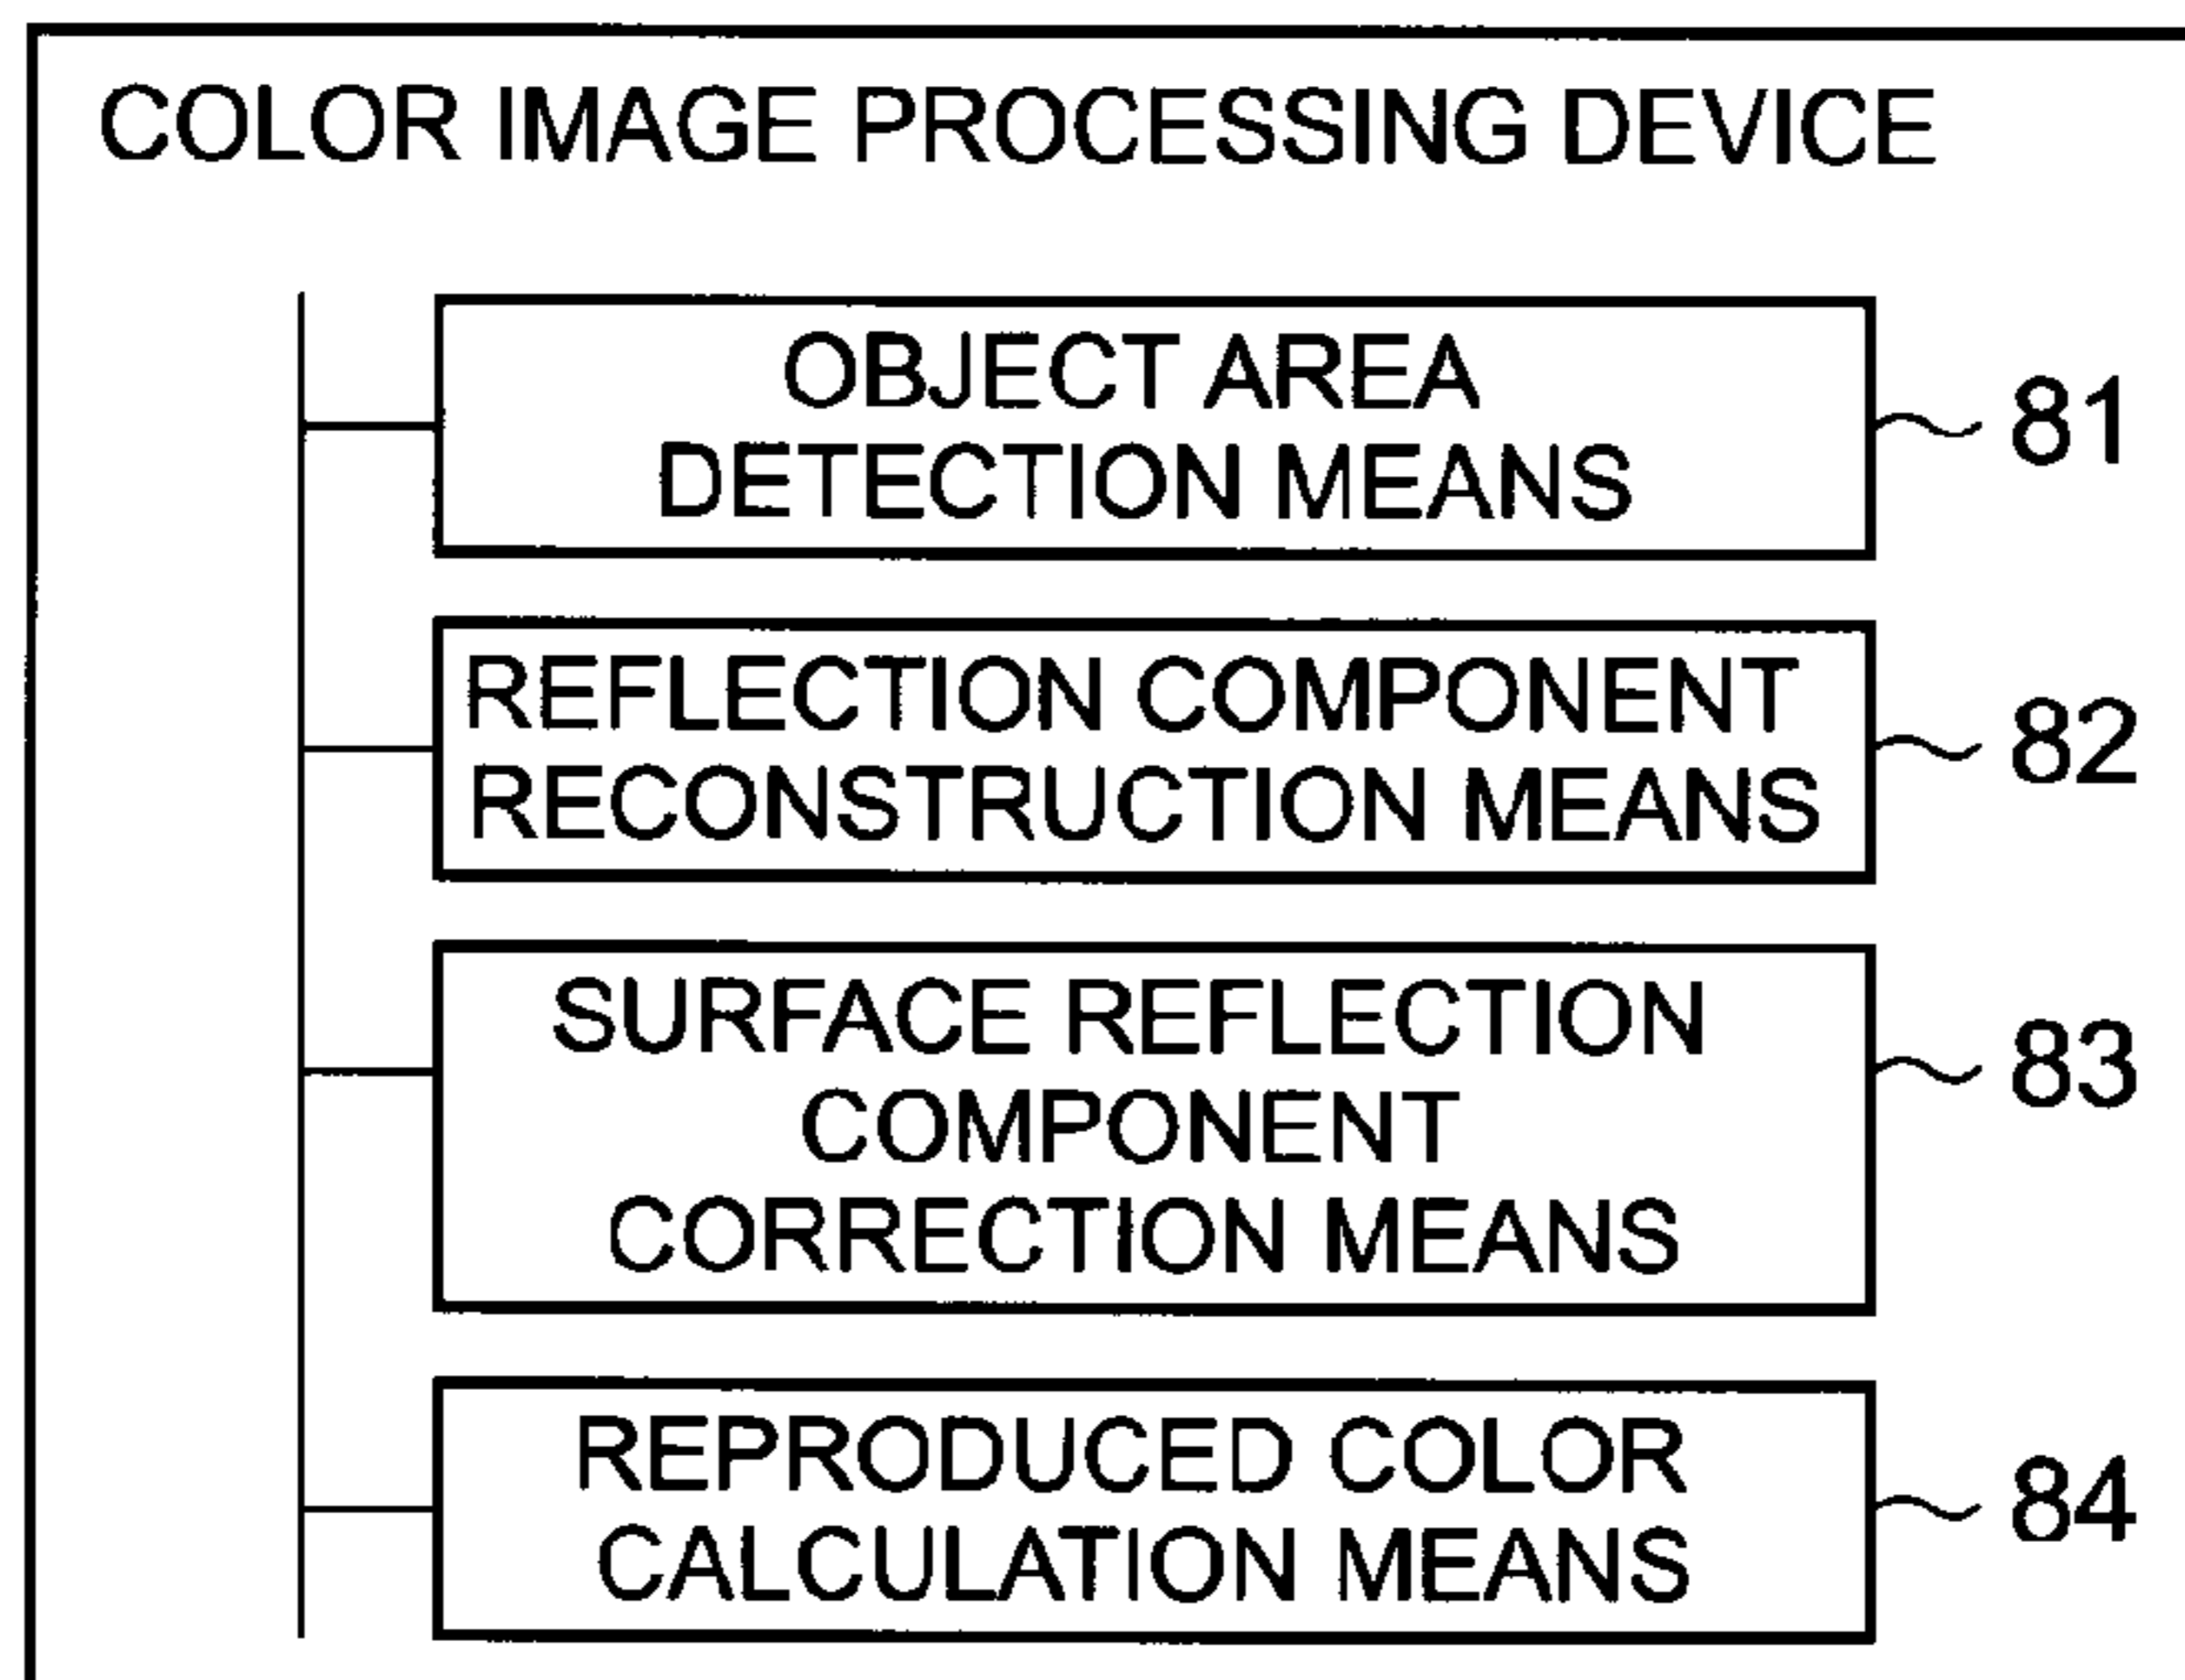 COLOR IMAGE PROCESSING DEVICE
OBJECT AREA
DETECTION MEANS
81
REFLECTION COMPONENT
RECONSTRUCTION MEANS
82
SURFACE REFLECTION
COMPONENT
CORRECTION MEANS
83
REPRODUCED COLOR
CALCULATION MEANS
84